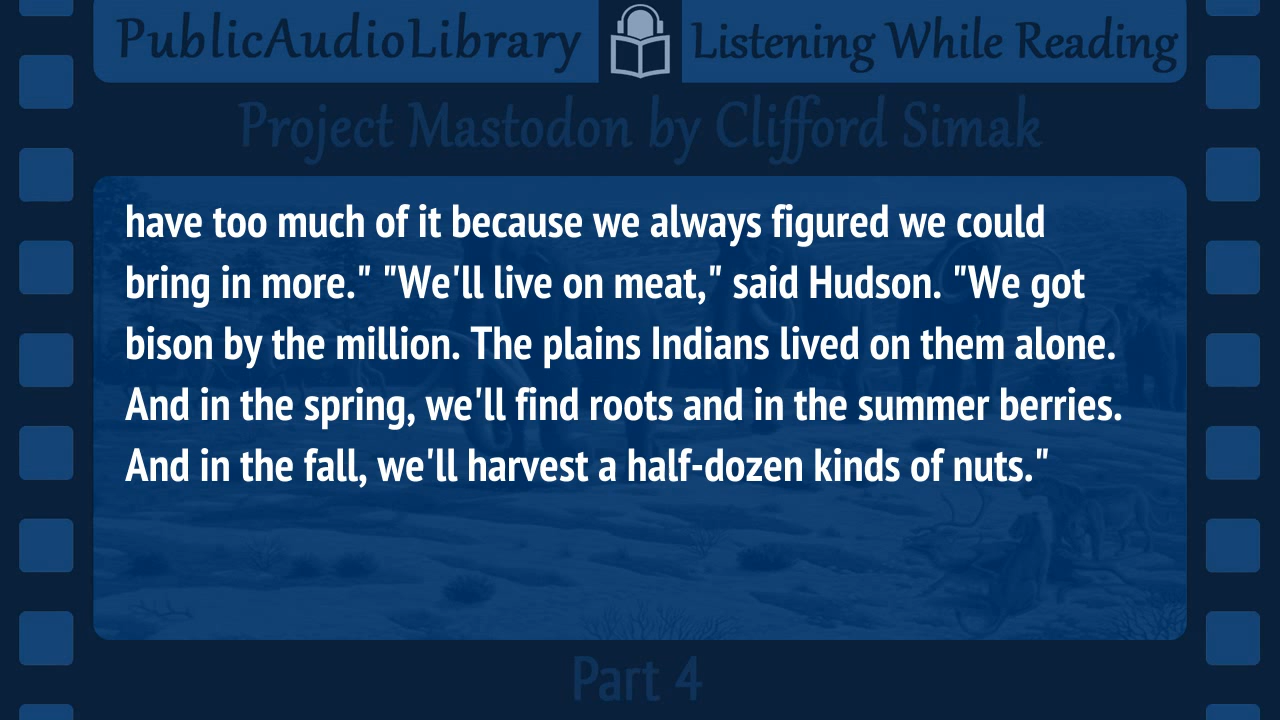 PublicAudioLibrary Listening While Reading
Project Mastodon by Clifford Simak
have too much of it because we always figured we could
bring in more." "We'll live on meat," said Hudson. "We got
bison by the million. The plains Indians lived on them alone.
And in the spring, we'll find roots and in the summer berries.
And in the fall, we'll harvest a half-dozen kinds of nuts."
Part 4